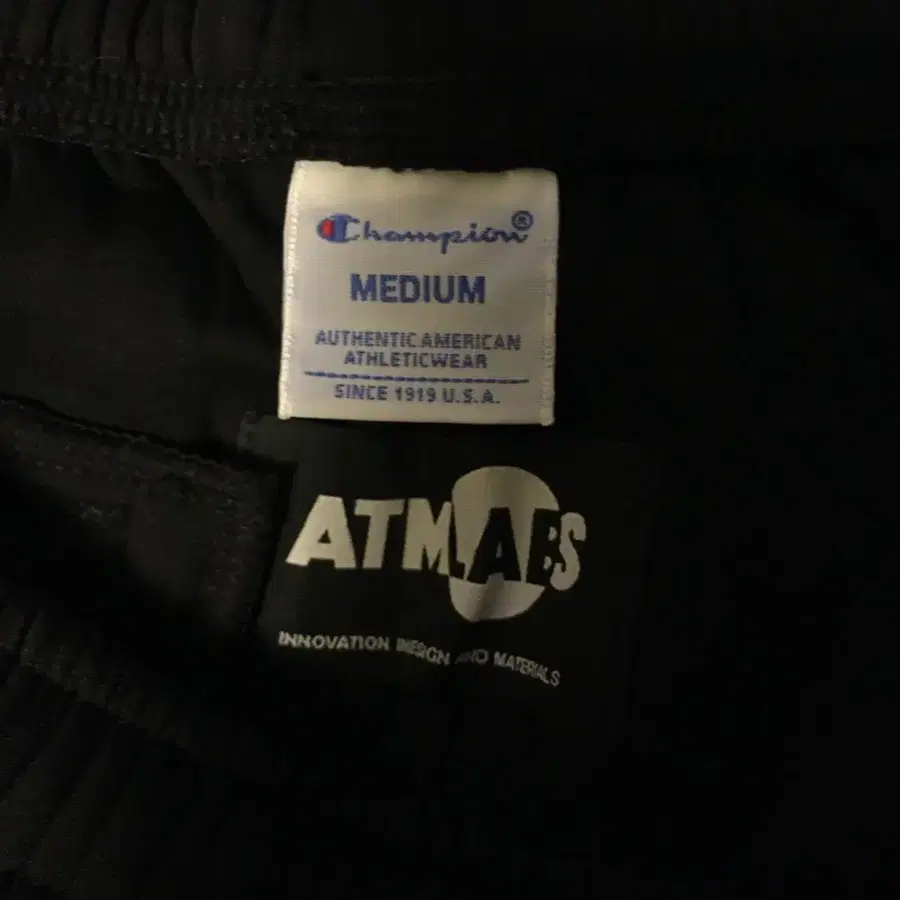 Champion®
MEDIUM
AUTHENTIC AMERICAN
ATHLETICWEAR
SINCE 1919 U.S.A.
ATMLABS
INNOVATION DESIGN AND MATERIALS